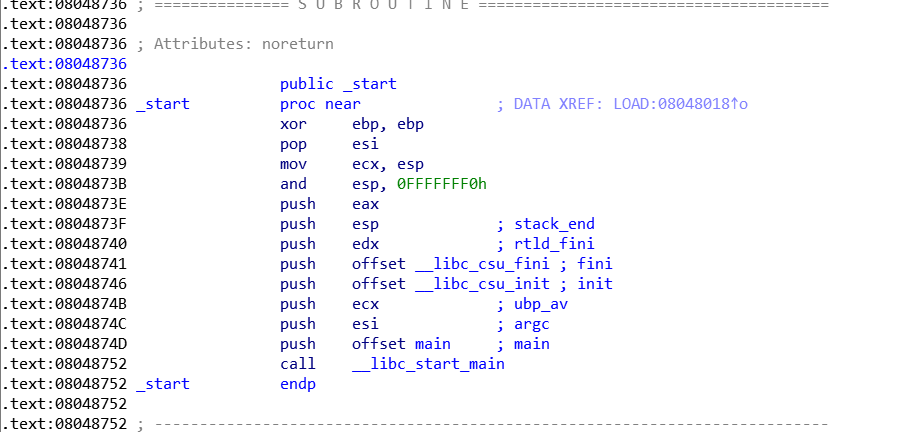 .text:08048736 ; =============== S U B R O U T I N E =======================================
.text:08048736
.text:08048736 ; Attributes: noreturn
.text:08048736
.text:08048736                 public _start
.text:08048736 _start          proc near               ; DATA XREF: LOAD:08048018↑o
.text:08048736                 xor     ebp, ebp
.text:08048738                 pop     esi
.text:08048739                 mov     ecx, esp
.text:0804873B                 and     esp, 0FFFFFFF0h
.text:0804873E                 push    eax
.text:0804873F                 push    esp             ; stack_end
.text:08048740                 push    edx             ; rtld_fini
.text:08048741                 push    offset __libc_csu_fini ; fini
.text:08048746                 push    offset __libc_csu_init ; init
.text:0804874B                 push    ecx             ; ubp_av
.text:0804874C                 push    esi             ; argc
.text:0804874D                 push    offset main     ; main
.text:08048752                 call    __libc_start_main
.text:08048752 _start          endp
.text:08048752
.text:08048752 ; ---------------------------------------------------------------------------